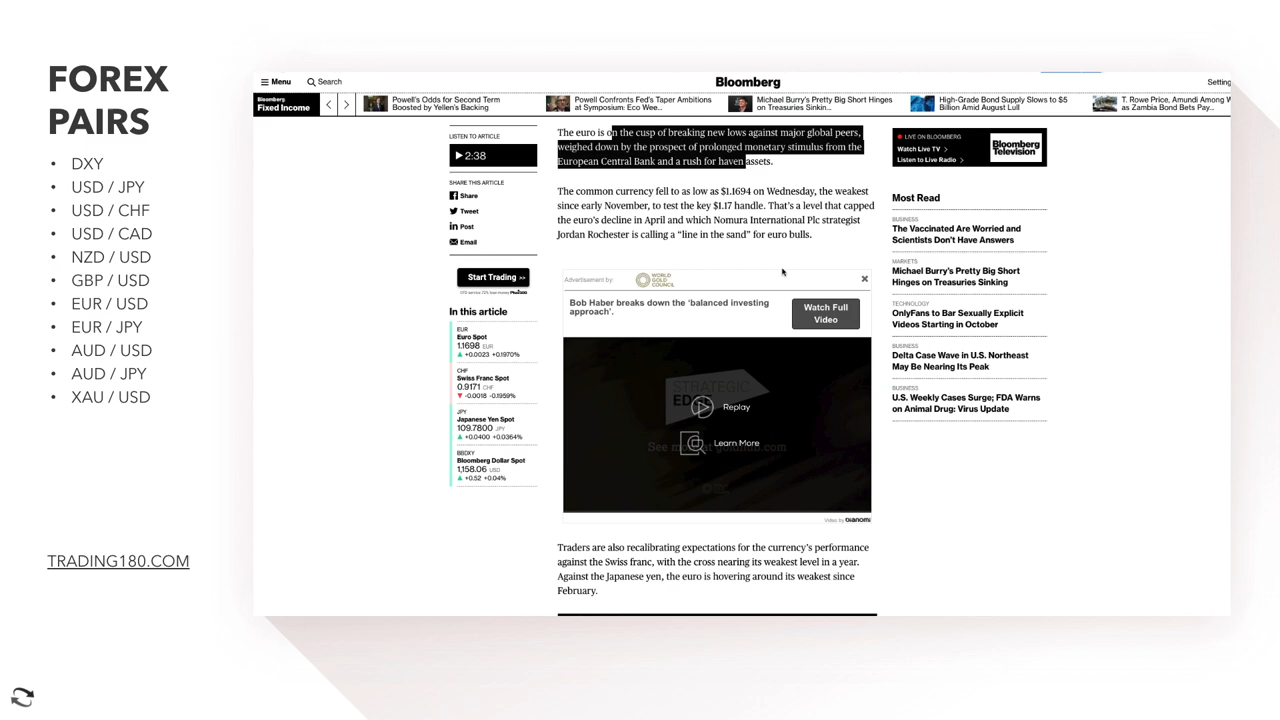 FOREX
PAIRS
• DXY
• USD / JPY
• USD / CHF
• USD / CAD
• NZD / USD
• GBP / USD
• EUR / USD
• EUR / JPY
• AUD / USD
• AUD / JPY
• XAU / USD
TRADING180.COM
Menu
Search
Bloomberg
Setting
Bloomberg
Fixed Income
Powell's Odds for Second Term
Boosted by Yellen's Backing
Powell Confronts Fed's Taper Ambitions
at Symposium: Eco Wee...
Michael Burry's Pretty Big Short Hinges
on Treasuries Sinkin...
High-Grade Bond Supply Slows to $5
Billion Amid August Lull
T. Rowe Price, Amundi Among W
as Zambia Bond Bets Pay...
LISTEN TO ARTICLE
2:38
SHARE THIS ARTICLE
Share
Tweet
Post
Email
Start Trading >>
In this article
EUR
Euro Spot
1.1698 EUR
+0.0023 +0.1970%
CHF
Swiss Franc Spot
0.9171 CHF
-0.0018 -0.1959%
JPY
Japanese Yen Spot
109.7800 JPY
+0.0400 +0.0364%
BBDXY
Bloomberg Dollar Spot
1,158.06 USD
+0.52 +0.04%
The euro is on the cusp of breaking new lows against major global peers,
weighed down by the prospect of prolonged monetary stimulus from the
European Central Bank and a rush for haven assets.
The common currency fell to as low as $1.1694 on Wednesday, the weakest
since early November, to test the key $1.17 handle. That's a level that capped
the euro's decline in April and which Nomura International Plc strategist
Jordan Rochester is calling a “line in the sand” for euro bulls.
Advertisement by:
WORLD
GOLD
COUNCIL
Bob Haber breaks down the ‘balanced investing
approach’.
Watch Full
Video
STRATEGIC
Replay
Learn More
Video by
Traders are also recalibrating expectations for the currency's performance
against the Swiss franc, with the cross nearing its weakest level in a year.
Against the Japanese yen, the euro is hovering around its weakest since
February.
LIVE ON BLOOMBERG
Watch Live TV
Listen to Live Radio
Bloomberg
Television
Most Read
BUSINESS
The Vaccinated Are Worried and
Scientists Don't Have Answers
MARKETS
Michael Burry's Pretty Big Short
Hinges on Treasuries Sinking
TECHNOLOGY
OnlyFans to Bar Sexually Explicit
Videos Starting in October
BUSINESS
Delta Case Wave in U.S. Northeast
May Be Nearing Its Peak
BUSINESS
U.S. Weekly Cases Surge; FDA Warns
on Animal Drug: Virus Update